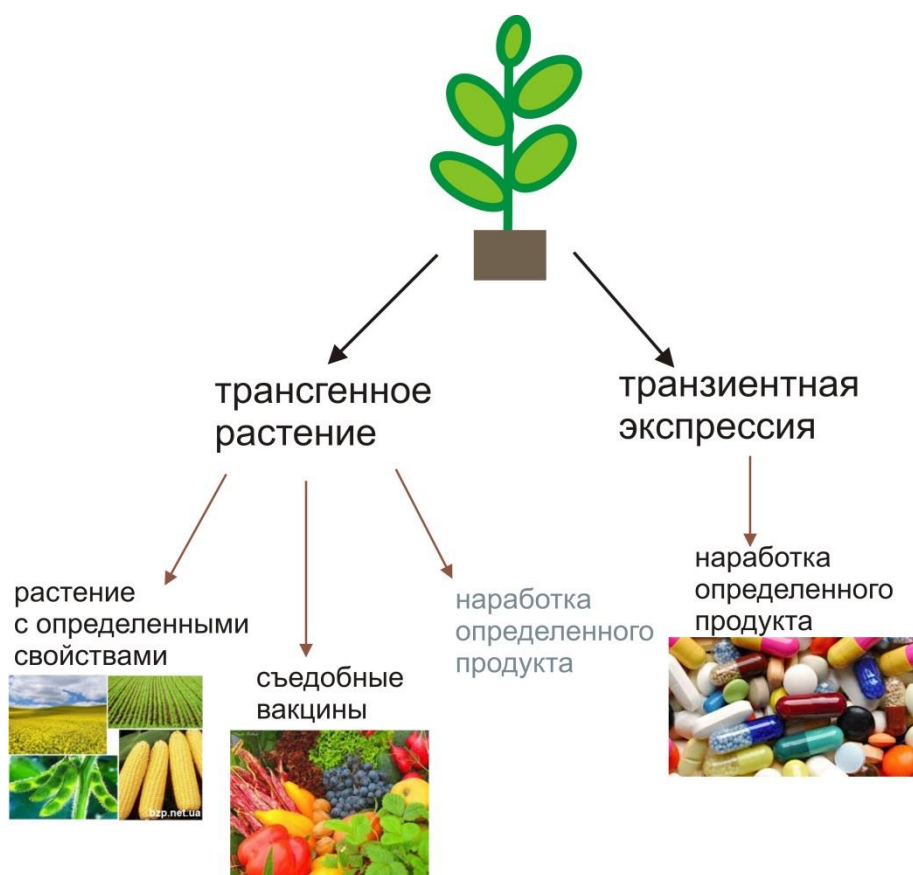 трансгенное
растение
транзиентная
экспрессия
растение
с определенными
свойствами
bzp.net.ua
съедобные
вакцины
наработка
определенного
продукта
наработка
определенного
продукта